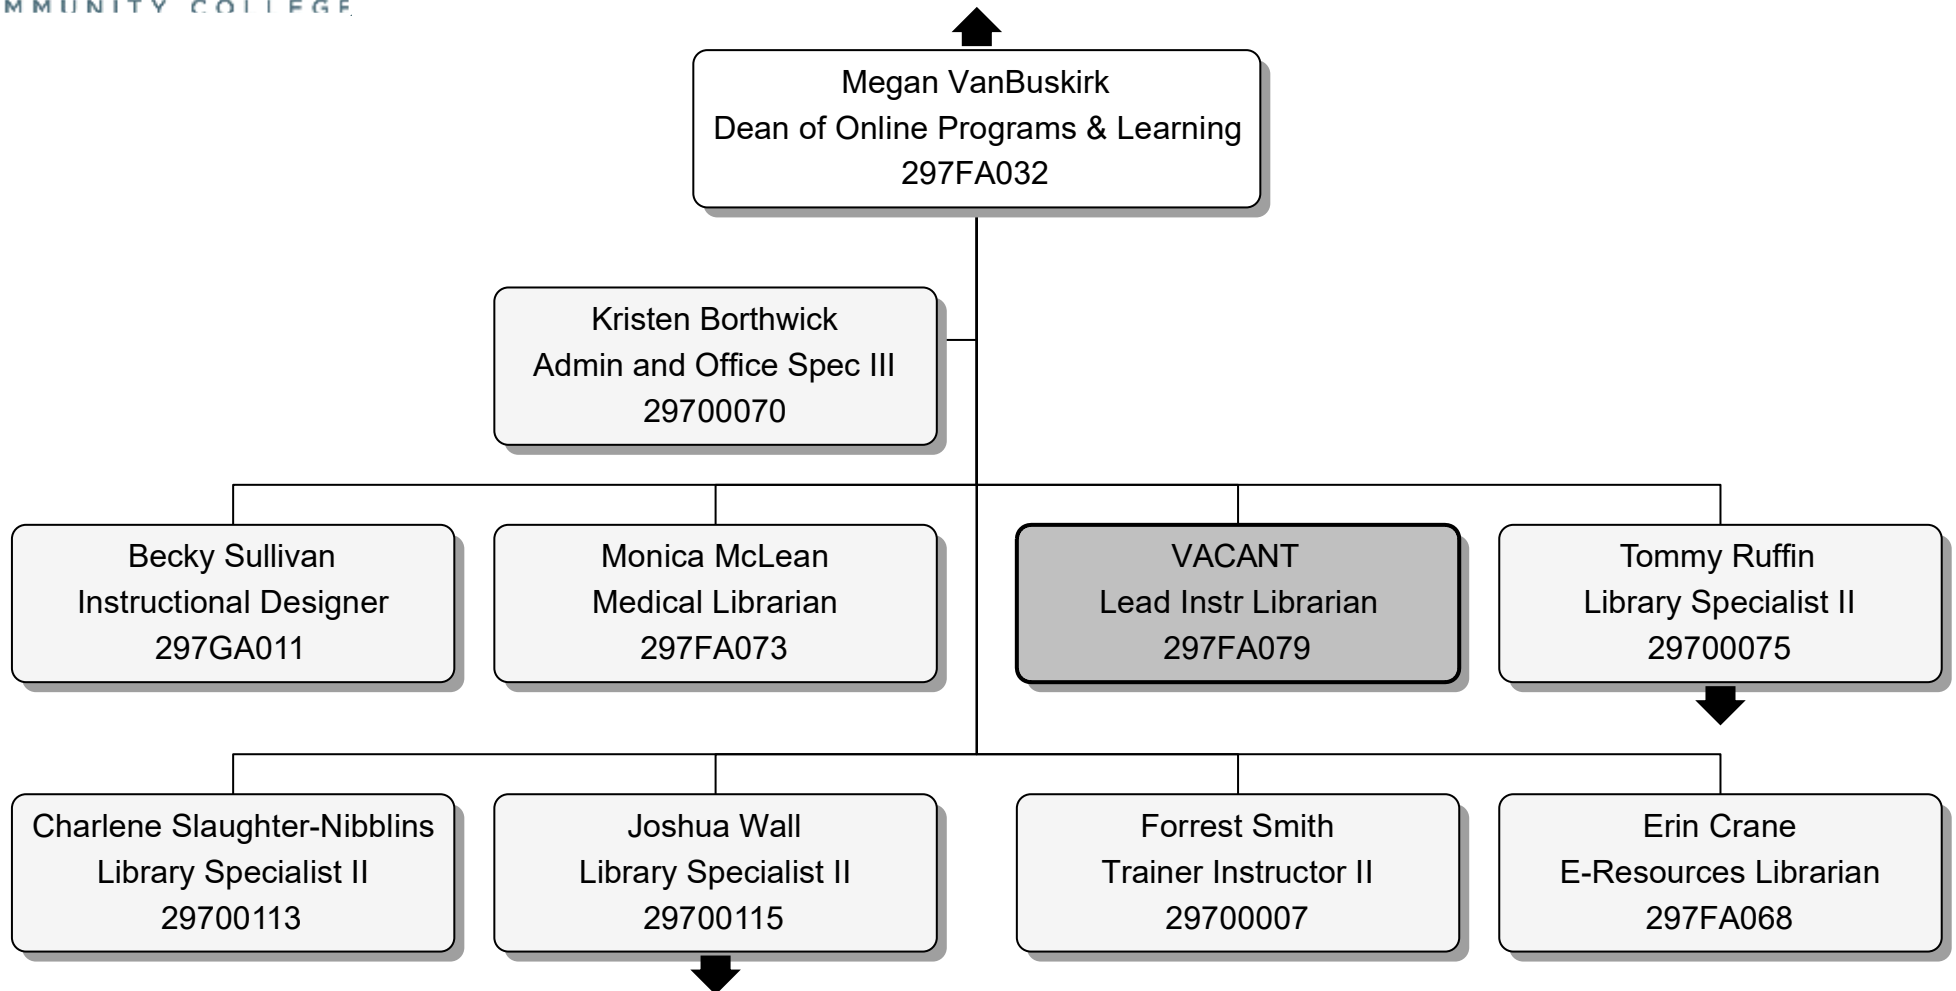 MMUNITY COLLEGE
Megan VanBuskirk
Dean of Online Programs & Learning
297FA032
Kristen Borthwick
Admin and Office Spec III
29700070
Becky Sullivan
Instructional Designer
297GA011
Monica McLean
Medical Librarian
297FA073
VACANT
Lead Instr Librarian
297FA079
Tommy Ruffin
Library Specialist II
29700075
Charlene Slaughter-Nibblins
Library Specialist II
29700113
Joshua Wall
Library Specialist II
29700115
Forrest Smith
Trainer Instructor II
29700007
Erin Crane
E-Resources Librarian
297FA068